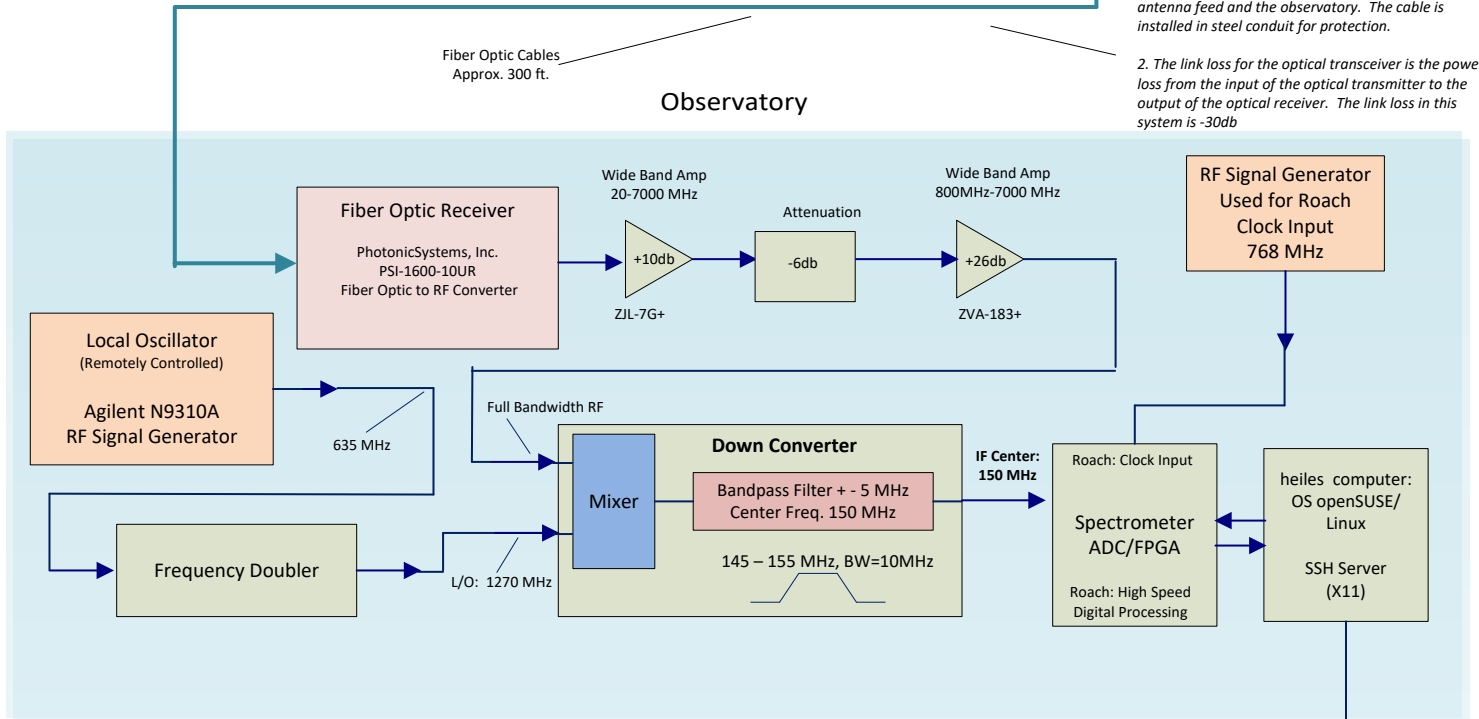 antenna feed and the observatory. The cable is
installed in steel conduit for protection.
Fiber Optic Cables
Approx. 300 ft.
2. The link loss for the optical transceiver is the powe
loss from the input of the optical transmitter to the
output of the optical receiver. The link loss in this
system is -30db
Observatory
Fiber Optic Receiver
PhotonicSystems, Inc.
PSI-1600-10UR
Fiber Optic to RF Converter
Wide Band Amp
20-7000 MHz
+10db
ZJL-7G+
Attenuation
-6db
Wide Band Amp
800MHz-7000 MHz
+26db
ZVA-183+
RF Signal Generator
Used for Roach
Clock Input
768 MHz
Local Oscillator
(Remotely Controlled)
Agilent N9310A
RF Signal Generator
635 MHz
Full Bandwidth RF
Frequency Doubler
L/O: 1270 MHz
Down Converter
Mixer
Bandpass Filter + - 5 MHz
Center Freq. 150 MHz
145 – 155 MHz, BW=10MHz
IF Center:
150 MHz
Roach: Clock Input
Spectrometer
ADC/FPGA
Roach: High Speed
Digital Processing
heiles computer:
OS openSUSE/
Linux
SSH Server
(X11)